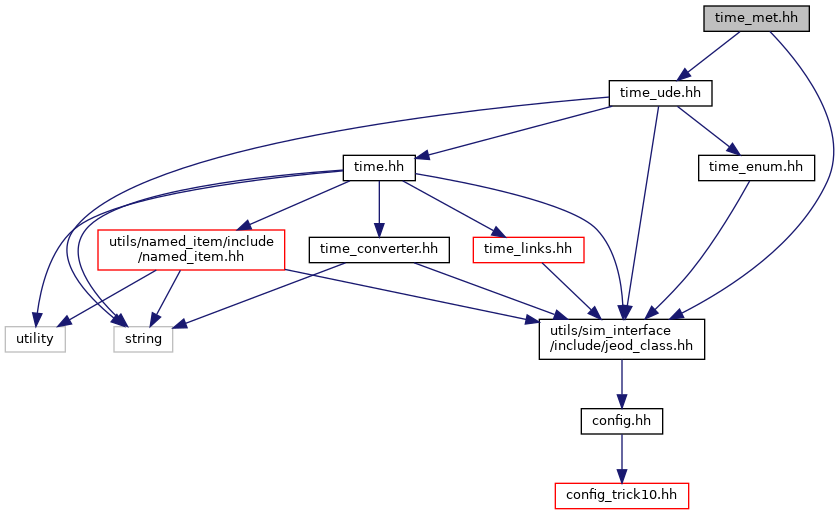 time_met.hh
time_ude.hh
time.hh
time_enum.hh
utils/named_item/include
/named_item.hh
time_converter.hh
time_links.hh
utility
string
utils/sim_interface
/include/jeod_class.hh
config.hh
config_trick10.hh